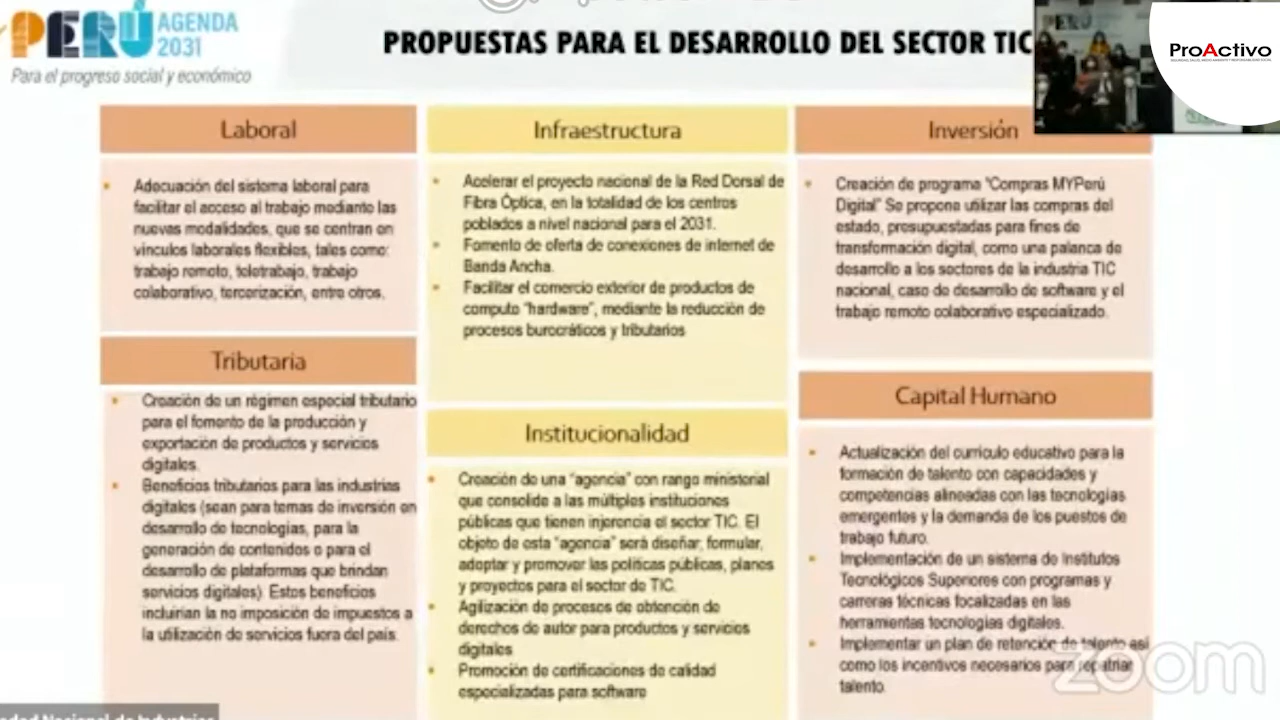 PERÚ
AGENDA
2031
Para el progreso social y económico
PROPUESTAS PARA EL DESARROLLO DEL SECTOR TIC
ProActivo
Laboral
Adecuación del sistema laboral para
facilitar el acceso al trabajo mediante las
nuevas modalidades, que se centran en
vínculos laborales flexibles, tales como:
trabajo remoto, teletrabajo, trabajo
colaborativo, tercerización, entre otros.
Tributaria
Creación de un régimen especial tributario
para el fomento de la producción y
exportación de productos y servicios
digitales.
Beneficios tributarios para las industrias
digitales (sean para temas de inversión en
desarrollo de tecnologías, para la
generación de contenidos o para el
desarrollo de plataformas que brindan
servicios digitales). Estos beneficios
incluirían la no imposición de impuestos a
la utilización de servicios fuera del país.
Infraestructura
Acelerar el proyecto nacional de la Red Dorsal de
Fibra Óptica, en la totalidad de los centros
poblados a nivel nacional para el 2031.
Fomento de oferta de conexiones de internet de
Banda Ancha.
Facilitar el comercio exterior de productos de
computo "hardware", mediante la reducción de
procesos burocráticos y tributarios
Institucionalidad
Creación de una "agencia" con rango ministerial
que consolide a las múltiples instituciones
públicas que tienen injerencia el sector TIC. El
objeto de esta "agencia" será diseñar, formular,
adoptar y promover las políticas públicas, planes
y proyectos para el sector de TIC.
Agilización de procesos de obtención de
derechos de autor para productos y servicios
digitales
Promoción de certificaciones de calidad
especializadas para software
Inversión
Creación de programa "Compras MYPerú
Digital" Se propone utilizar las compras del
estado, presupuestadas para fines de
transformación digital, como una palanca de
desarrollo a los sectores de la industria TIC
nacional, caso de desarrollo de software y el
trabajo remoto colaborativo especializado.
Capital Humano
Actualización del currículo educativo para la
formación de talento con capacidades y
competencias alineadas con las tecnologías
emergentes y la demanda de los puestos de
trabajo futuro.
Implementación de un sistema de Institutos
Tecnológicos Superiores con programas y
carreras técnicas focalizadas en las
herramientas tecnologías digitales.
Implementar un plan de retención de talento así
como los incentivos necesarios para repatriar
talento.
zoom